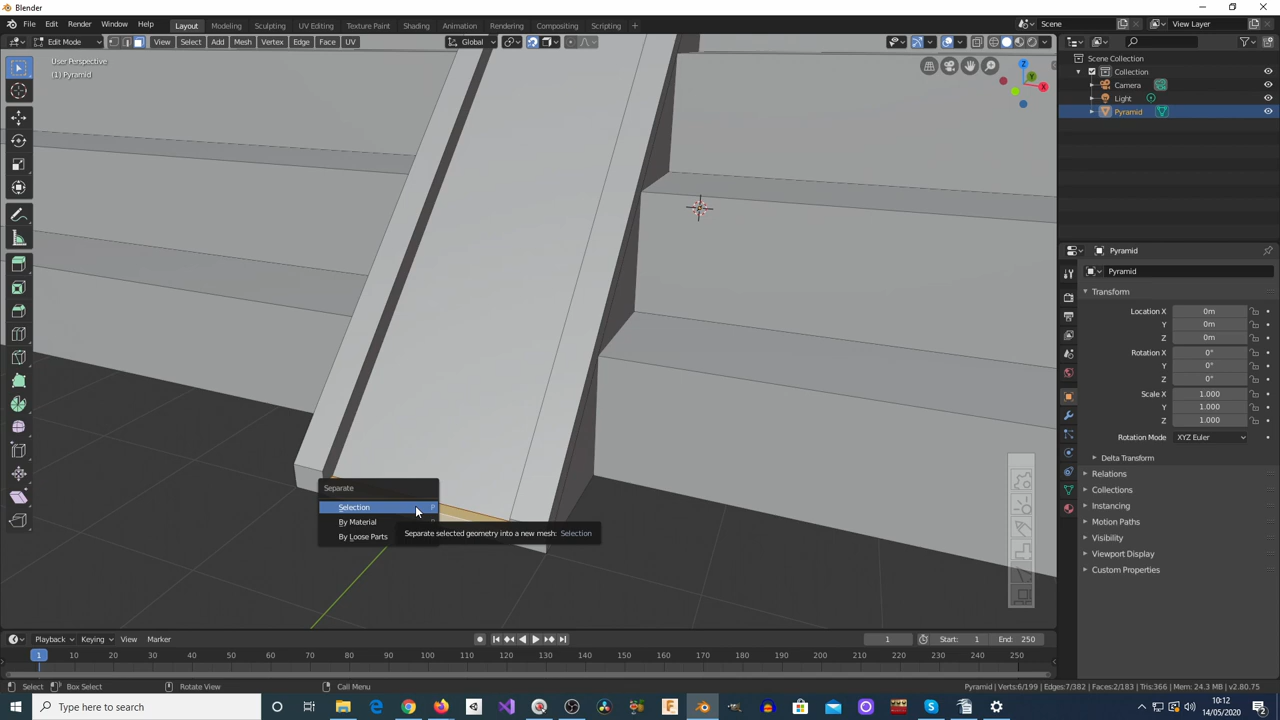 Blender
File Edit Render Window Help Layout Modeling Sculpting UV Editing Texture Paint Shading Animation Rendering Compositing Scripting + Scene View Layer
Edit Mode View Select Add Mesh Vertex Edge Face UV Global
User Perspective
(1) Pyramid
Z
Y
X
Scene Collection
Collection
Camera
Light
Pyramid
Pyramid
Pyramid
Transform
Location X 0m
Y 0m
Z 0m
Rotation X 0°
Y 0°
Z 0°
Scale X 1.000
Y 1.000
Z 1.000
Rotation Mode XYZ Euler
Delta Transform
Relations
Collections
Instancing
Motion Paths
Visibility
Viewport Display
Custom Properties
Separate
Selection P
By Material
By Loose Parts
Separate selected geometry into a new mesh: Selection
Playback Keying View Marker 1 Start: 1 End: 250
1 10 20 30 40 50 60 70 80 90 100 110 120 130 140 150 160 170 180 190 200 210 220 230 240 250
Select Box Select Rotate View Call Menu Pyramid | Verts:6/199 | Edges:7/382 | Faces:2/183 | Tris:366 | Mem: 24.3 MB | v2.80.75
Type here to search
10:12
14/05/2020